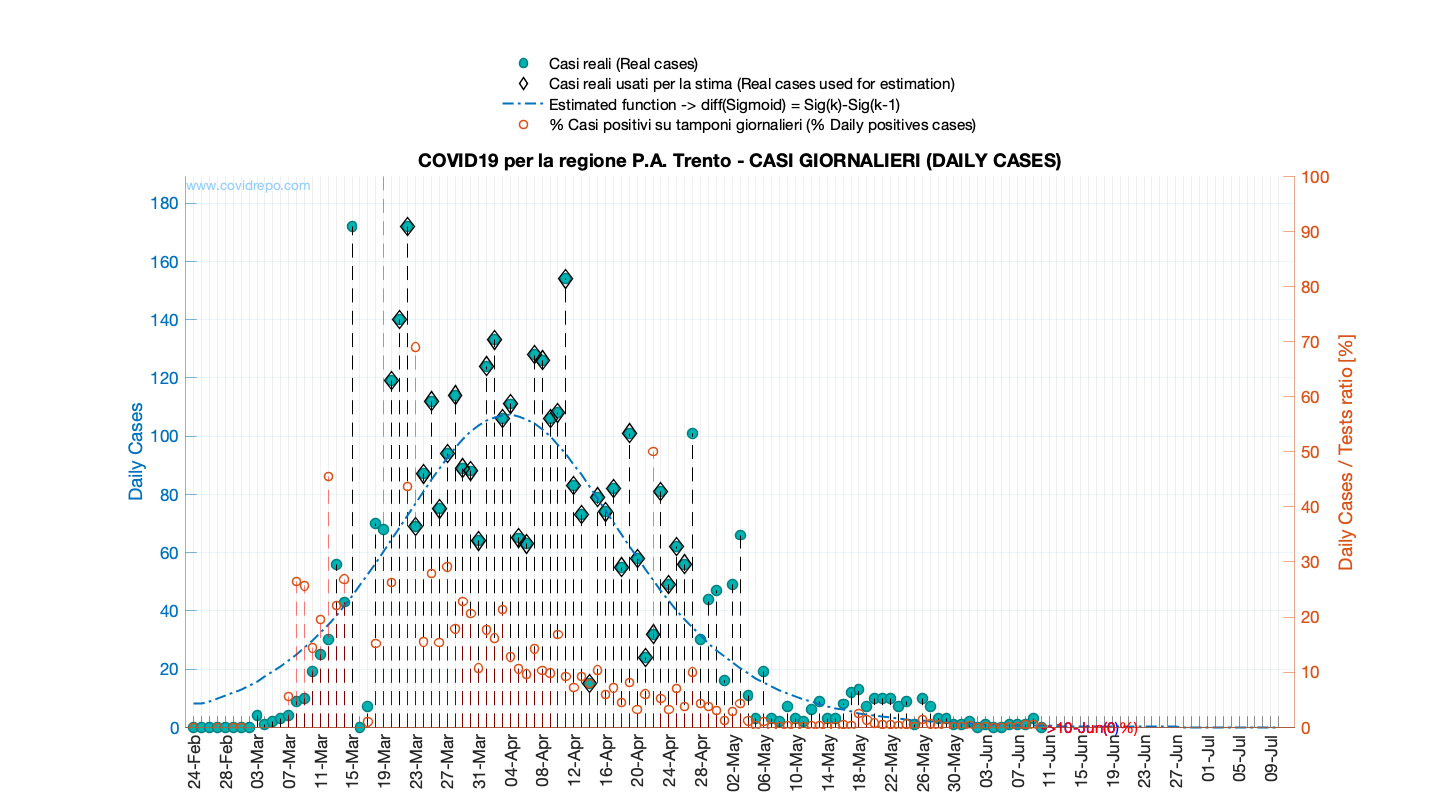 Casi reali (Real cases)
Casi reali usati per la stima (Real cases used for estimation)
Estimated function -> diff(Sigmoid) = Sig(k)-Sig(k-1)
% Casi positivi su tamponi giornalieri (% Daily positives cases)
COVID19 per la regione P.A. Trento - CASI GIORNALIERI (DAILY CASES)
www.covidrepo.com
Daily Cases
180
160
140
120
100
80
60
40
20
0
100
90
80
70
60
50
40
30
20
10
0
Daily Cases / Tests ratio [%]
>10-Jun(0%)
24-Feb
28-Feb
03-Mar
07-Mar
11-Mar
15-Mar
19-Mar
23-Mar
27-Mar
31-Mar
04-Apr
08-Apr
12-Apr
16-Apr
20-Apr
24-Apr
28-Apr
02-May
06-May
10-May
14-May
18-May
22-May
26-May
30-May
03-Jun
07-Jun
11-Jun
15-Jun
19-Jun
23-Jun
27-Jun
01-Jul
05-Jul
09-Jul